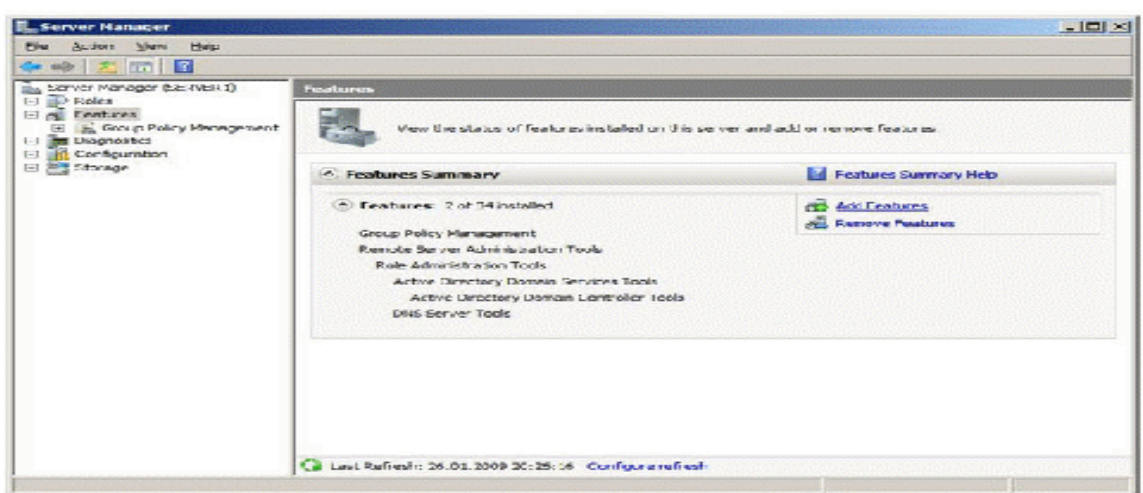 Server Manager
File Action View Help
Server Manager (SERVER1)
Roles
Features
Group Policy Management
Diagnostics
Configuration
Storage
Features
View the status of features installed on this server and add or remove features.
Features Summary
Features Summary Help
Features: 2 of 34 installed
Add Features
Remove Features
Group Policy Management
Remote Server Administration Tools
Role Administration Tools
Active Directory Domain Services Tools
Active Directory Domain Controller Tools
DNS Server Tools
Last Refresh: 26.01.2009 20:25:16 Configure refresh